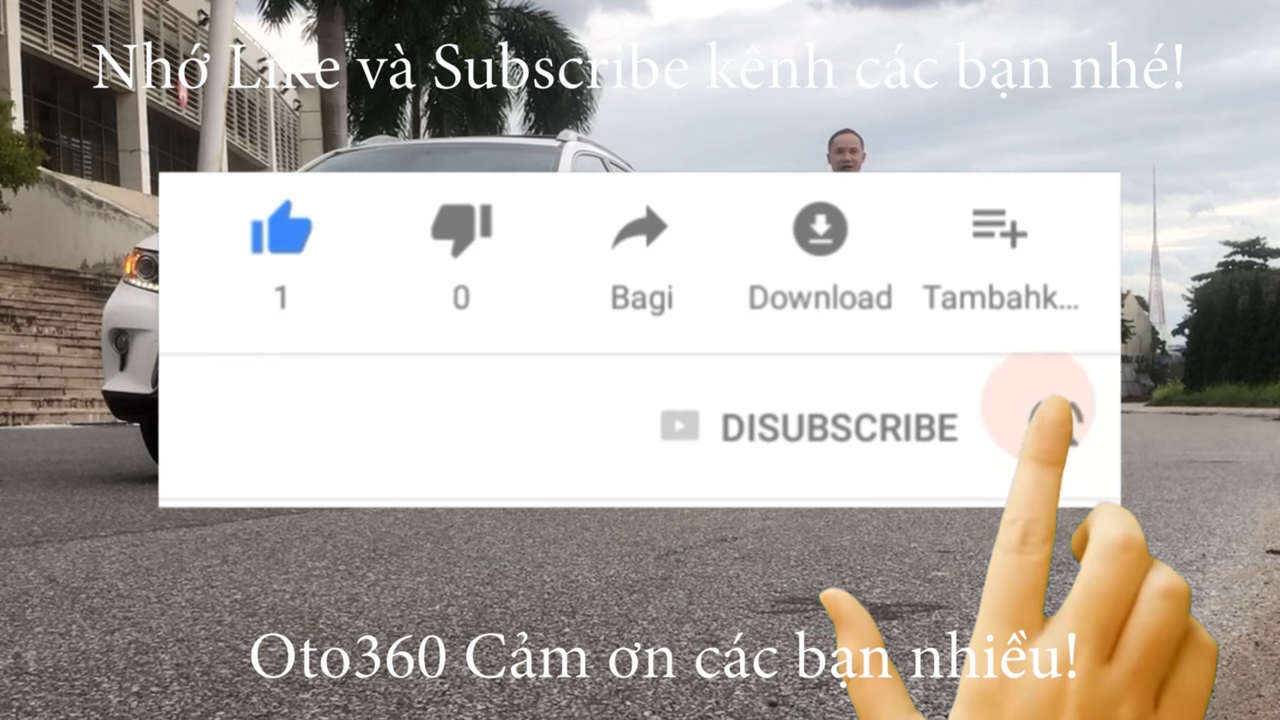 Nhớ Like và Subscribe kênh các bạn nhé!
1 0 Bagi Download Tambahk...
DISUBSCRIBE
Oto360 Cảm ơn các bạn nhiều!